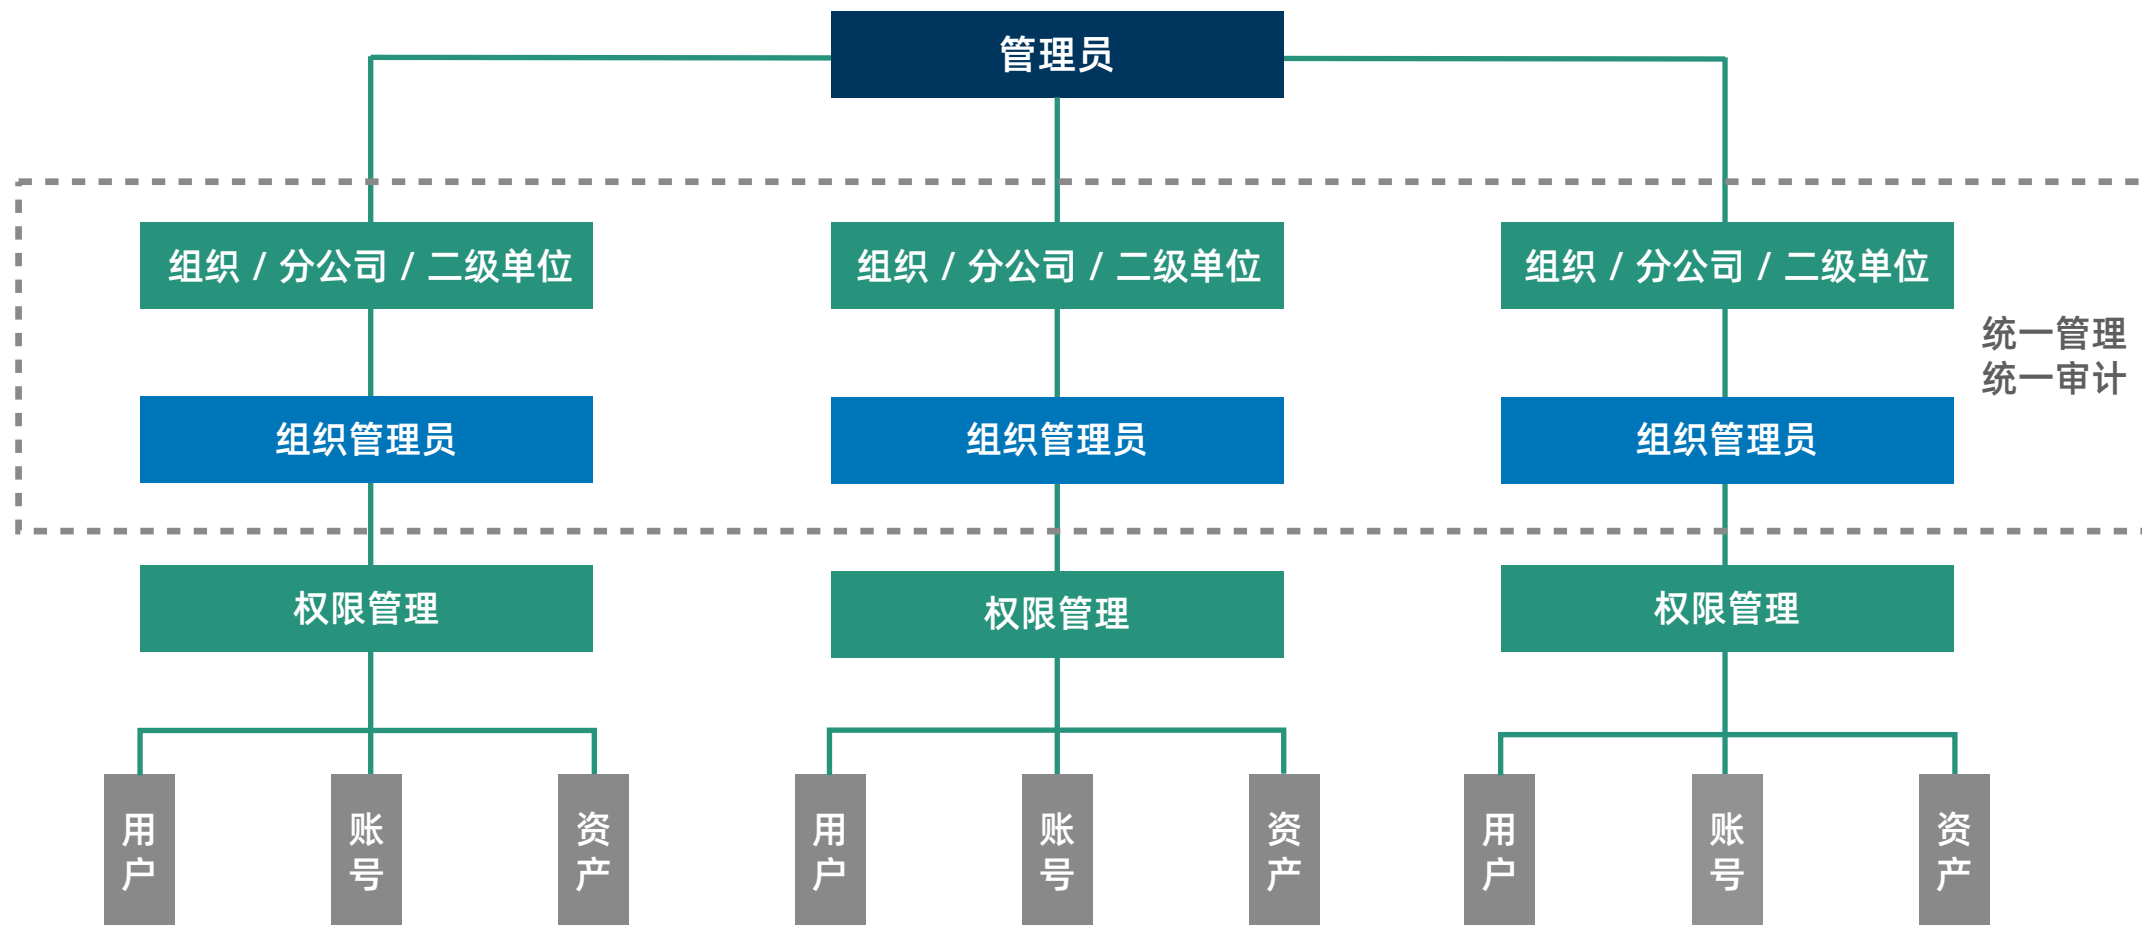 管理员
组织 / 分公司 / 二级单位
组织 / 分公司 / 二级单位
组织 / 分公司 / 二级单位
统一管理
统一审计
组织管理员
组织管理员
组织管理员
权限管理
权限管理
权限管理
用户
账号
资产
用户
账号
资产
用户
账号
资产